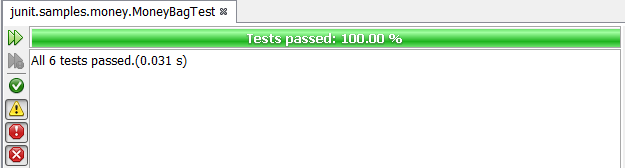 junit.samples.money.MoneyBagTest
Tests passed: 100.00 %
All 6 tests passed.(0.031 s)